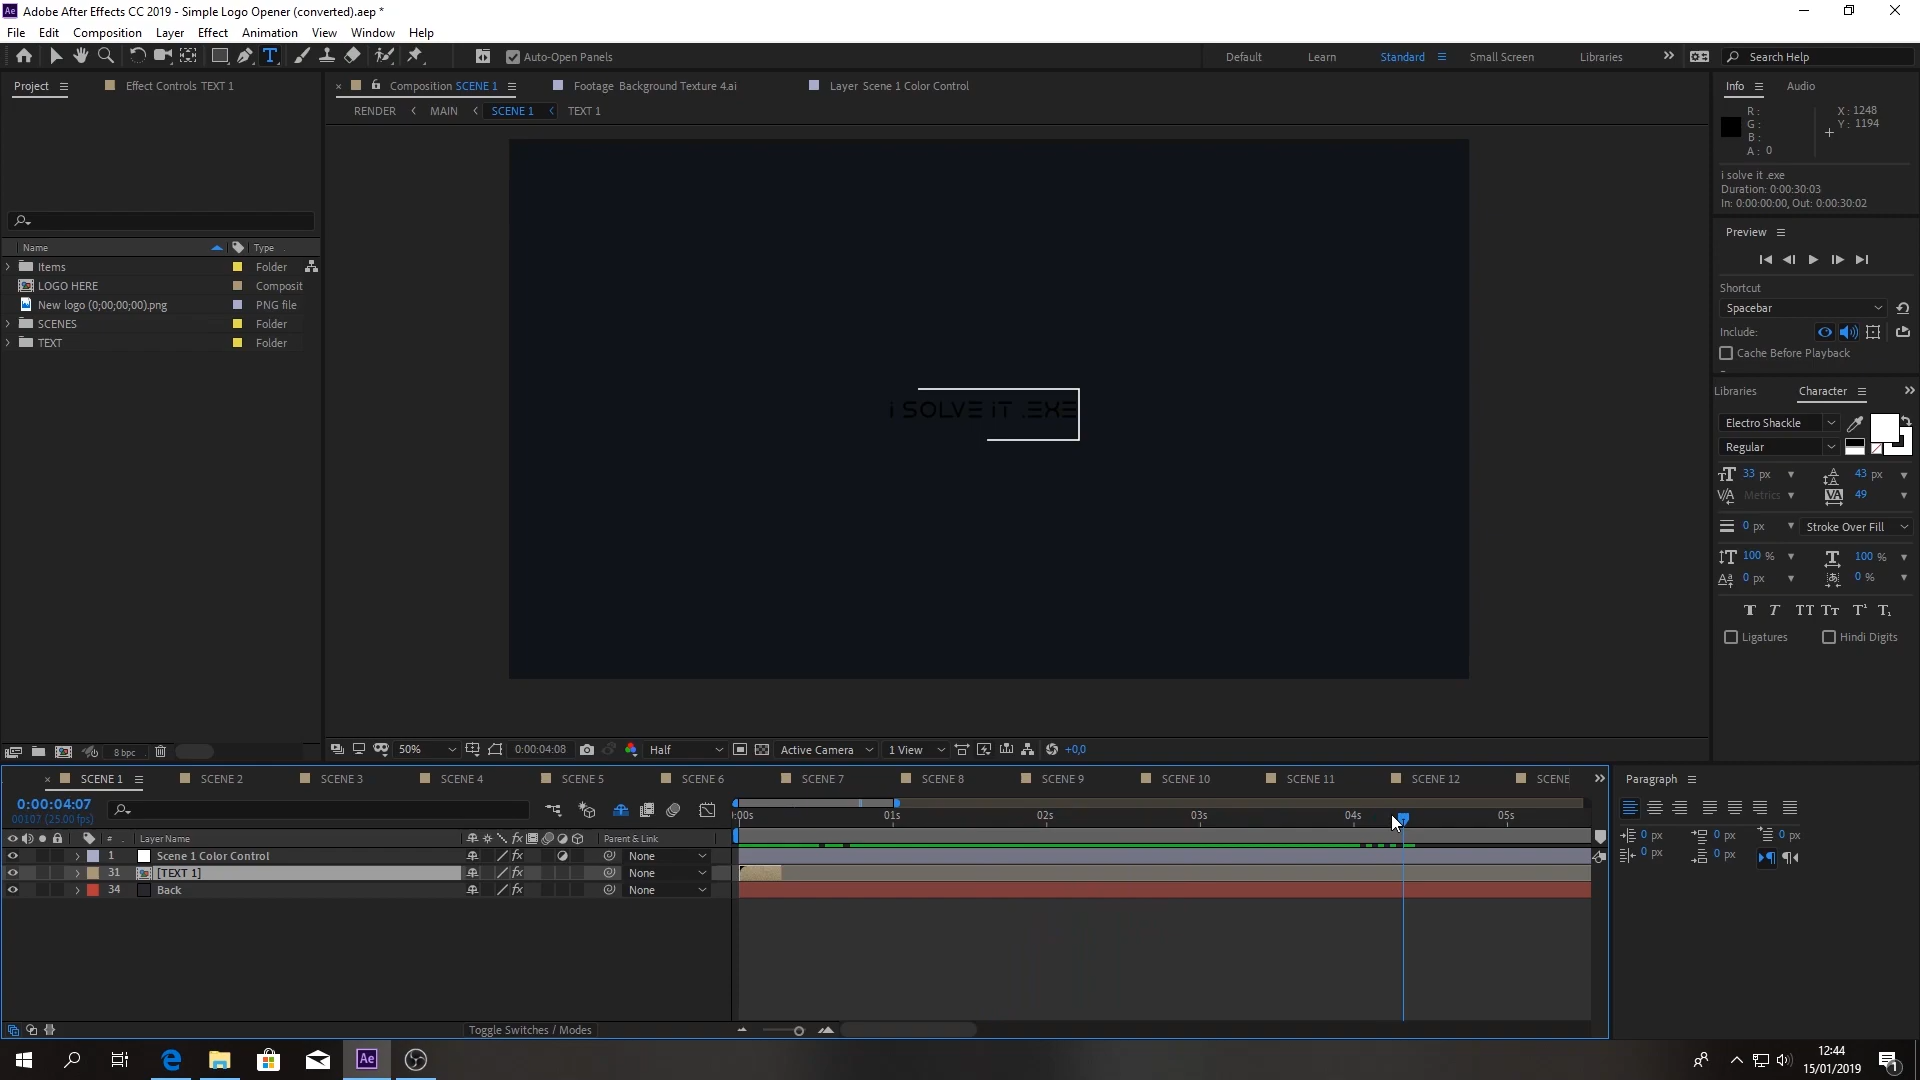 Adobe After Effects CC 2019 - Simple Logo Opener (converted).aep *
File Edit Composition Layer Effect Animation View Window Help
Auto-Open Panels Default Learn Standard Small Screen Libraries Search Help
Project Effect Controls TEXT 1 Composition SCENE 1 Footage Background Texture 4.ai Layer Scene 1 Color Control Info Audio
RENDER MAIN SCENE 1 TEXT 1
R :
G :
B :
A : 0
X : 1248
Y : 1194
i solve it .exe
Duration: 0:00:30:03
In: 0:00:00:00, Out: 0:00:30:02
Name Type
Items Folder
LOGO HERE Composit
New logo (0;00;00;00).png PNG file
SCENES Folder
TEXT Folder
Preview
Shortcut
Spacebar
Include:
Cache Before Playback
i SOLVE iT .EXE
Libraries Character
Electro Shackle
Regular
33 px 43 px
Metrics 49
0 px Stroke Over Fill
100 % 100 %
0 px 0 %
Ligatures Hindi Digits
8 bpc 50% 0:00:04:08 Half Active Camera 1 View +0,0
SCENE 1 SCENE 2 SCENE 3 SCENE 4 SCENE 5 SCENE 6 SCENE 7 SCENE 8 SCENE 9 SCENE 10 SCENE 11 SCENE 12 SCENE Paragraph
0:00:04:07
00107 (25.00 fps)
:00s 01s 02s 03s 04s 05s
# Layer Name fx Parent & Link
1 Scene 1 Color Control fx None
31 [TEXT 1] fx None
34 Back fx None
0 px 0 px 0 px
0 px 0 px
Toggle Switches / Modes
12:44
15/01/2019
1